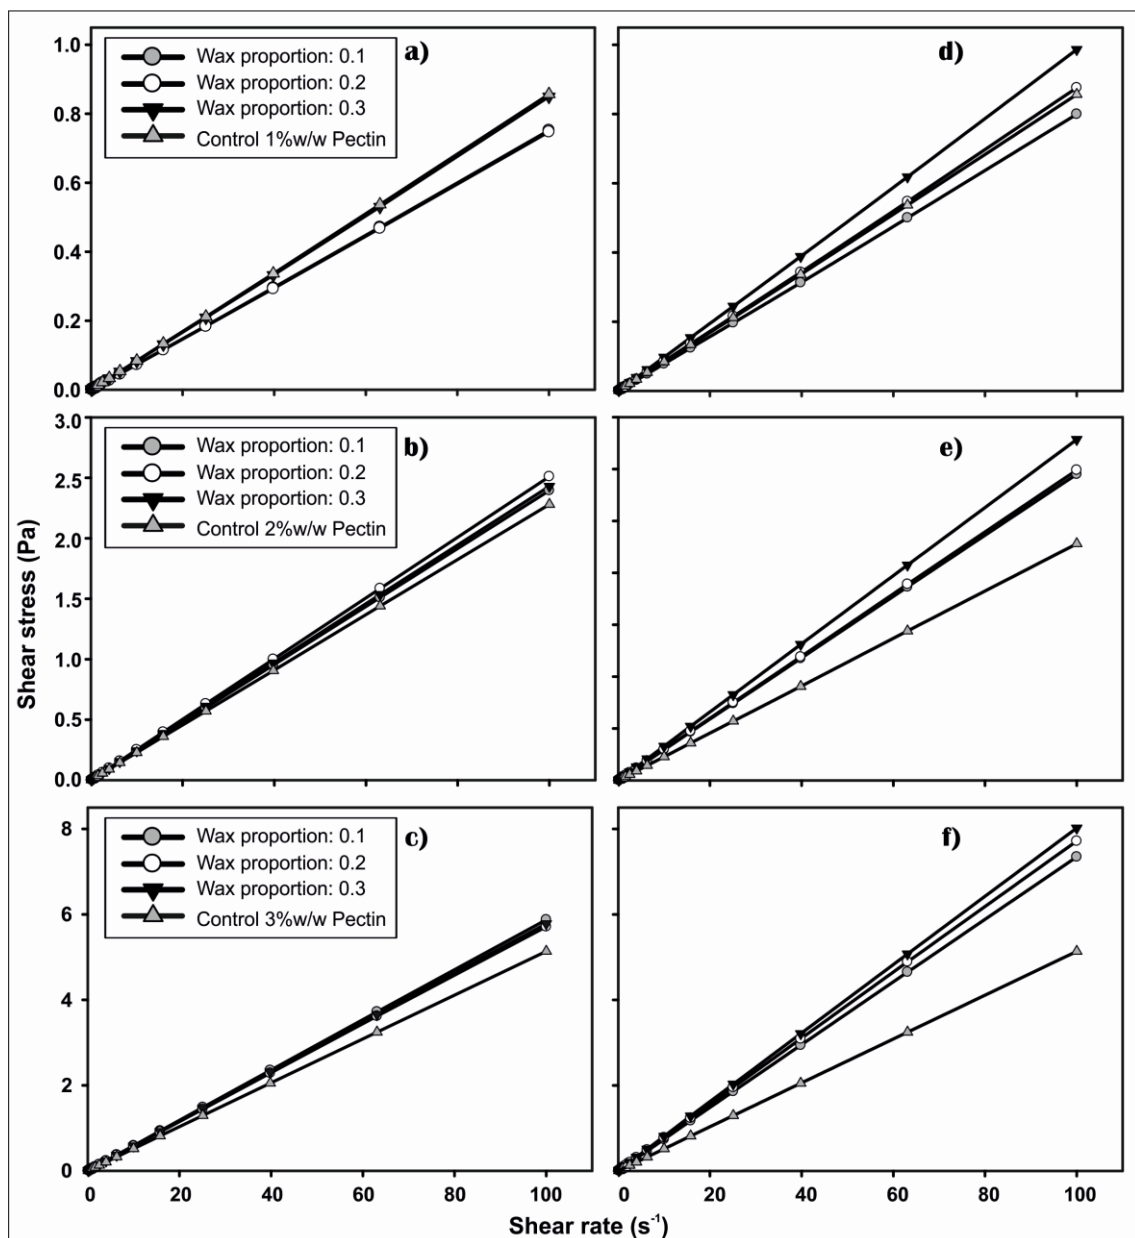 a)
Wax proportion: 0.1
Wax proportion: 0.2
Wax proportion: 0.3
Control 1%w/w Pectin
1.0
0.8
0.6
0.4
0.2
0.0
d)
b)
Wax proportion: 0.1
Wax proportion: 0.2
Wax proportion: 0.3
Control 2%w/w Pectin
3.0
2.5
2.0
1.5
1.0
0.5
0.0
e)
Shear stress (Pa)
c)
Wax proportion: 0.1
Wax proportion: 0.2
Wax proportion: 0.3
Control 3%w/w Pectin
8
6
4
2
0
f)
0 20 40 60 80 100
0 20 40 60 80 100
Shear rate (s⁻¹)